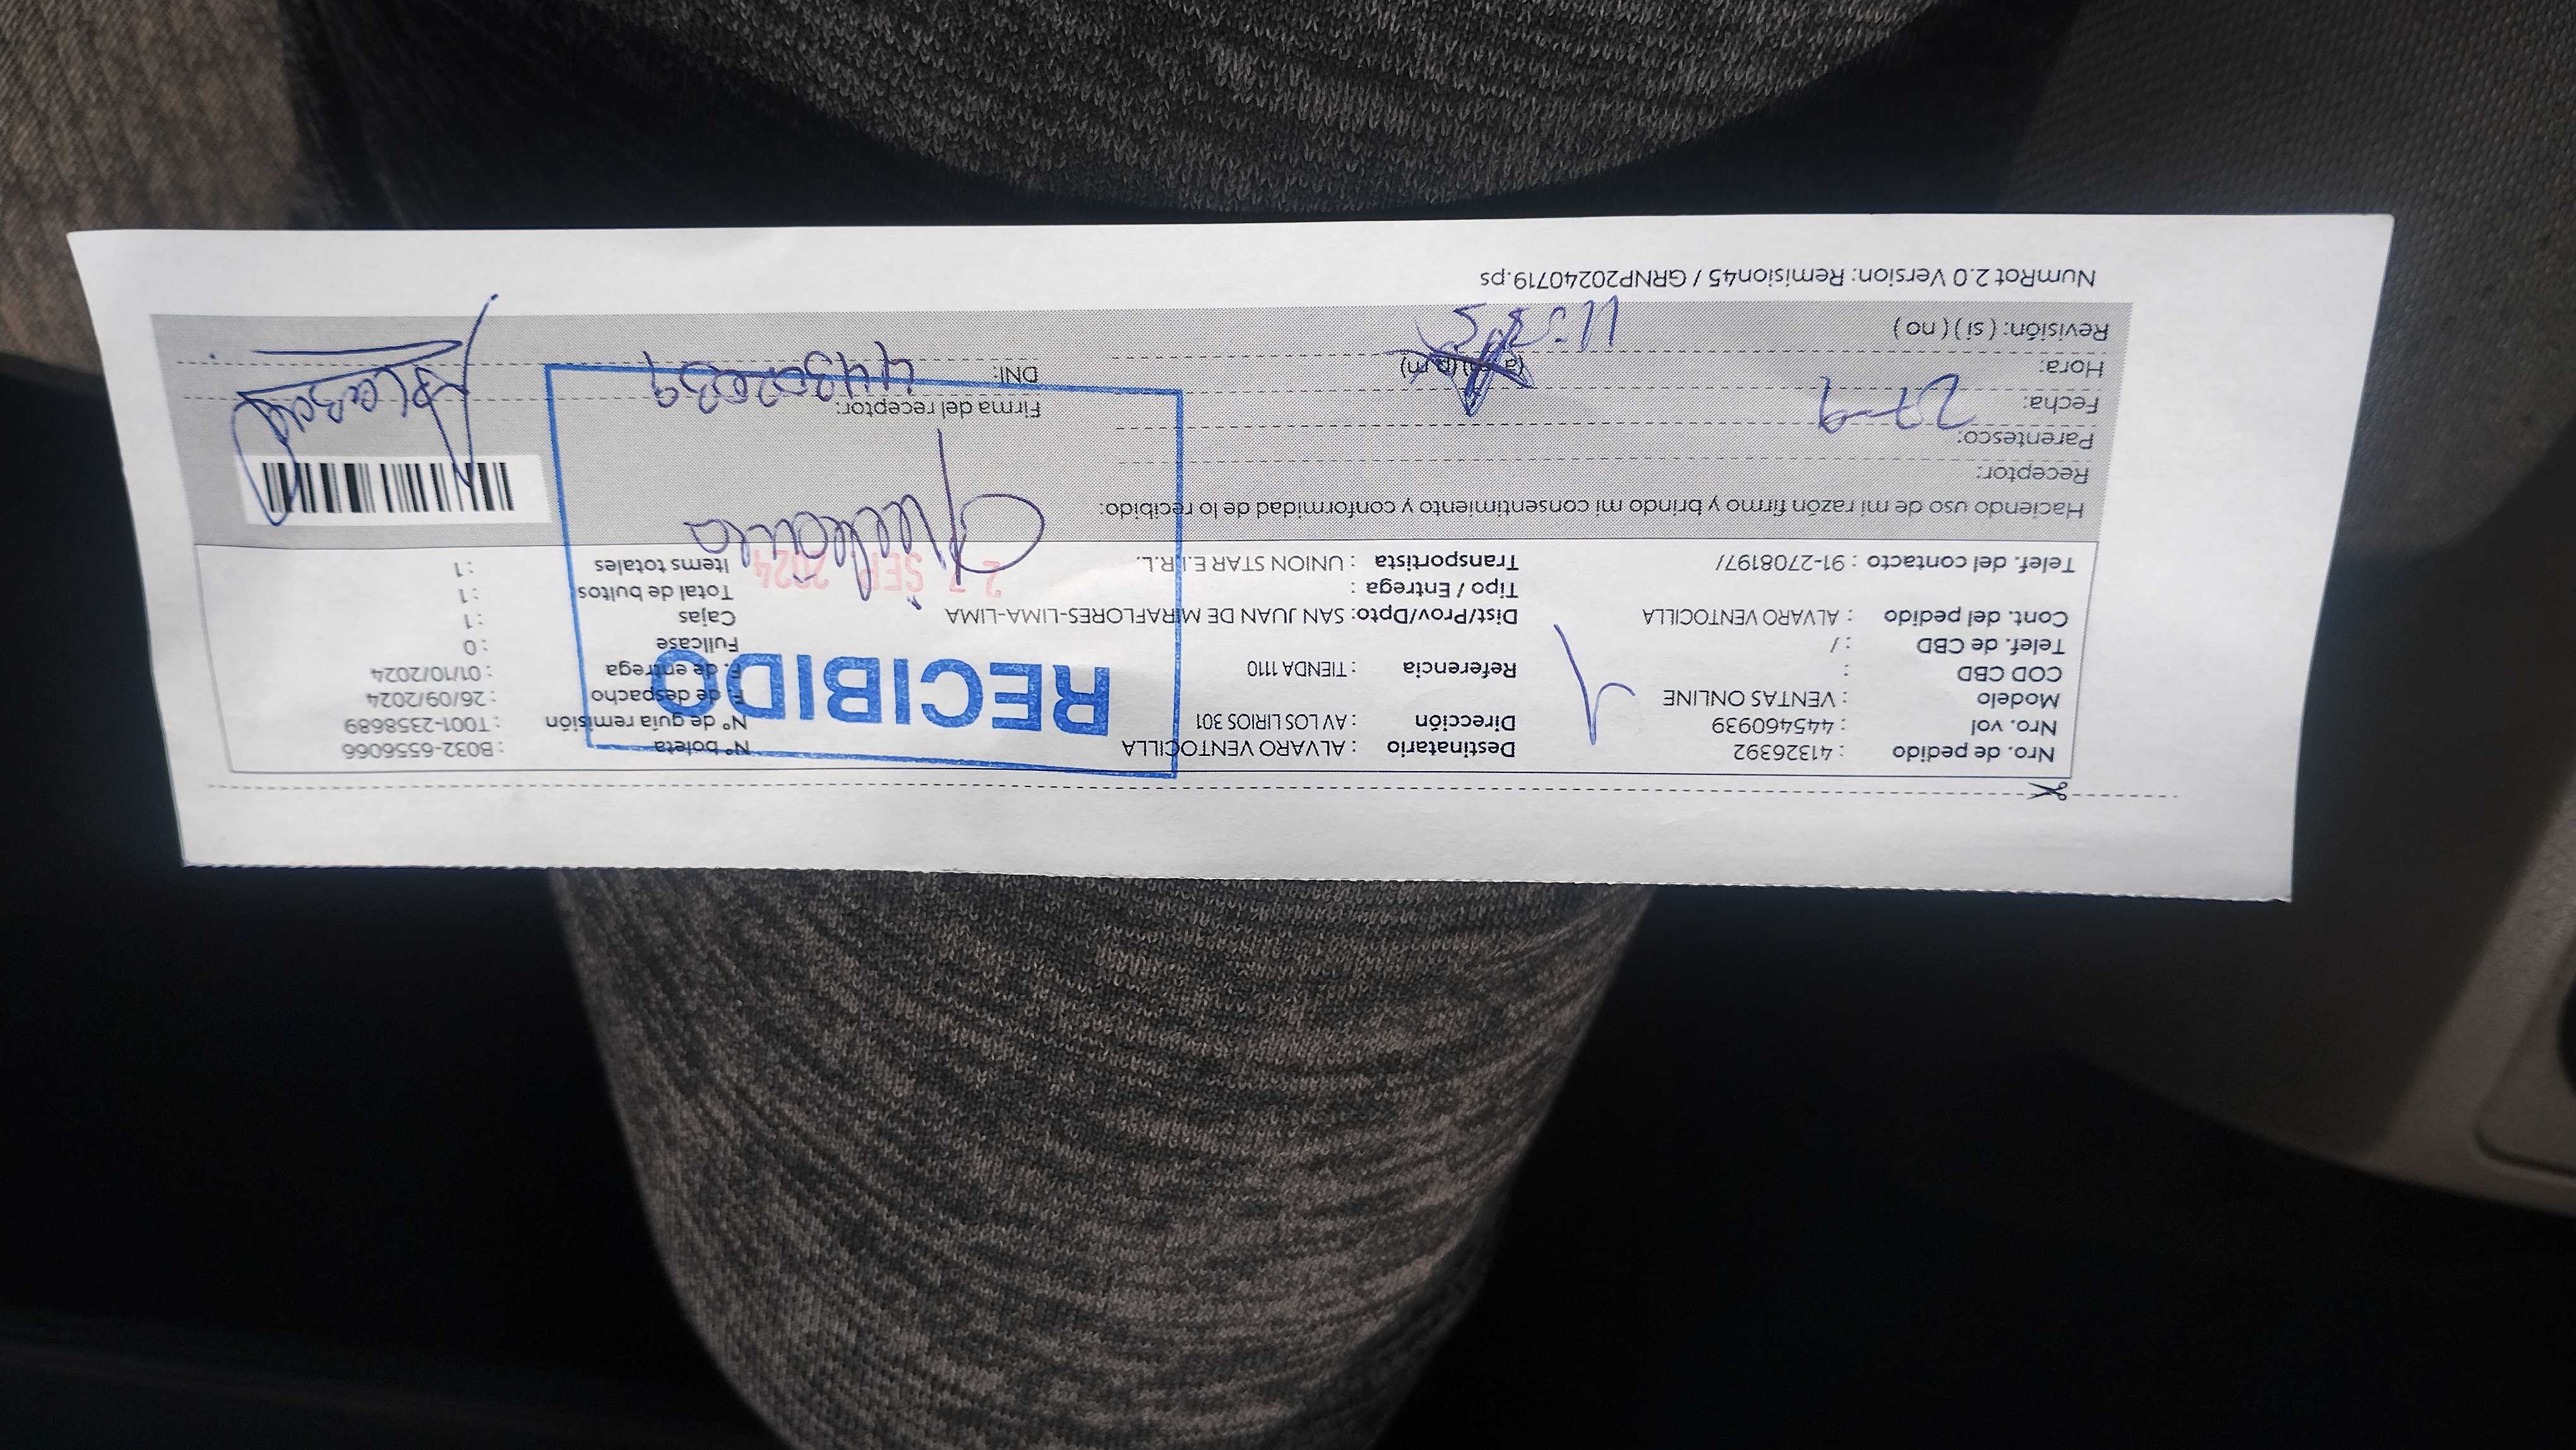 Nro. de pedido : 41326392
Nro. vol : 445460939
Modelo : VENTAS ONLINE
COD CBD :
Telef. de CBD : /
Cont. del pedido : ALVARO VENTOCILLA
Telef. del contacto : 91-2708197/
Destinatario : ALVARO VENTOCILLA
Dirección : AV LOS LIRIOS 301
Referencia : TIENDA 1110
Dist/Prov/Dpto: SAN JUAN DE MIRAFLORES-LIMA-LIMA
Tipo / Entrega :
Transportista : UNION STAR E.I.R.L.
N° boleta : B032-6556066
N° de guía remisión : T001-2358689
F. de despacho : 26/09/2024
F. de entrega : 01/10/2024
Fullcase : 0
Cajas : 1
Total de bultos : 1
Items totales : 1
RECIBIDO
27 SEP 2024
Haciendo uso de mi razón firmo y brindo mi consentimiento y conformidad de lo recibido:
Receptor:
Parentesco:
Fecha: 27-9
Hora: (a m) (p m)
Revisión: ( si ) ( no )
Firma del receptor:
DNI: 44302039
NumRot 2.0 Version: Remision45 / GRNP20240719.ps